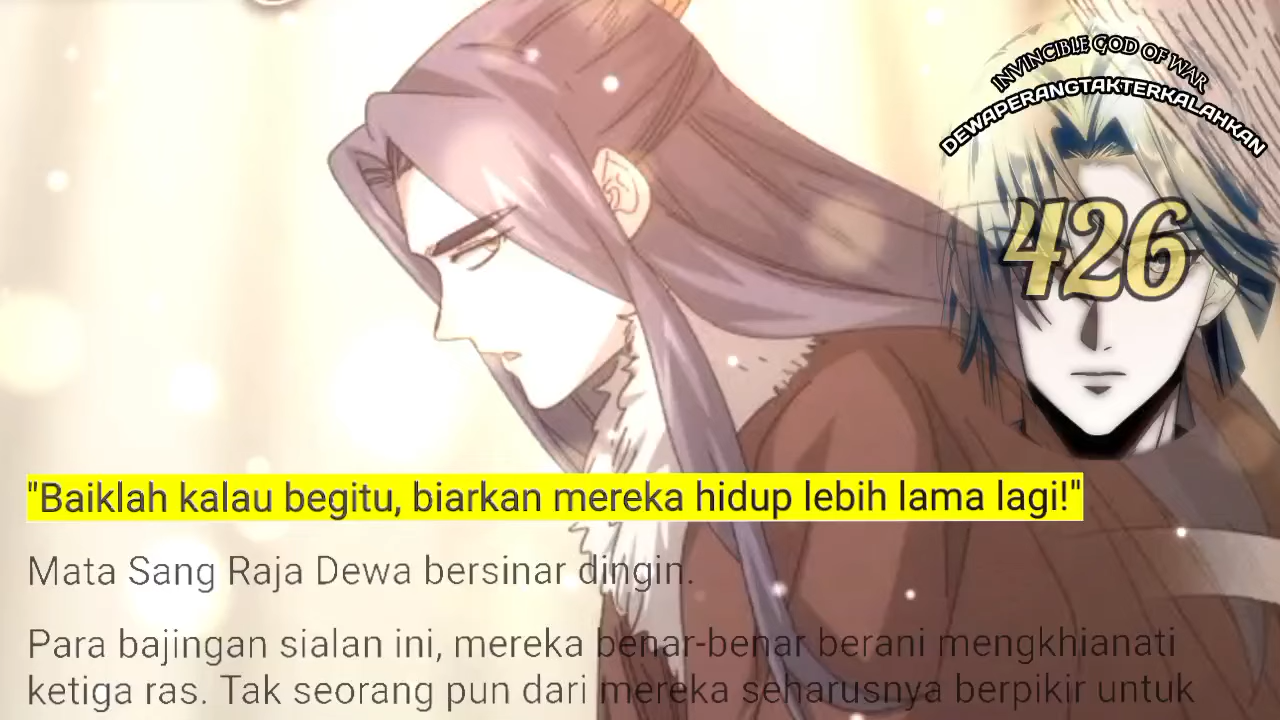 INVINCIBLE GOD OF WAR
DEWAPERANGTAKTERKALAHKAN
426
"Baiklah kalau begitu, biarkan mereka hidup lebih lama lagi!"
Mata Sang Raja Dewa bersinar dingin.
Para bajingan sialan ini, mereka benar-benar berani mengkhianati
ketiga ras. Tak seorang pun dari mereka seharusnya berpikir untuk